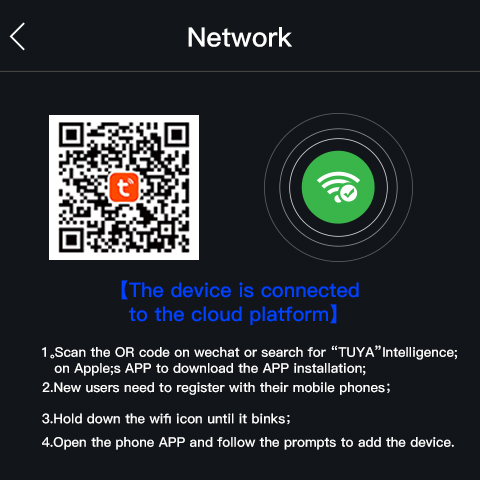 Network
【The device is connected
to the cloud platform】
1。Scan the OR code on wechat or search for “TUYA”Intelligence;
on Apple;s APP to download the APP installation;
2.New users need to register with their mobile phones；
3.Hold down the wifi icon until it binks；
4.Open the phone APP and follow the prompts to add the device.